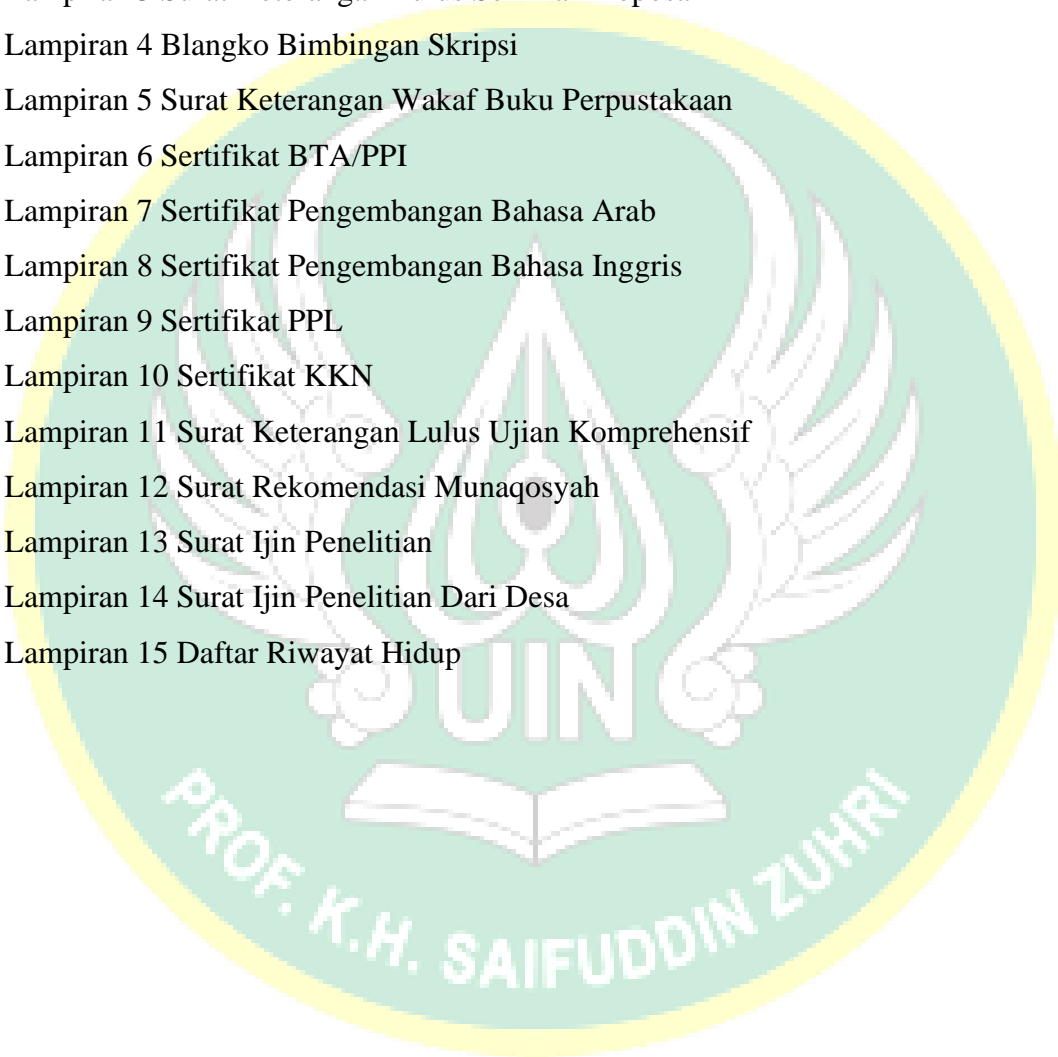 Lampiran 4 Blangko Bimbingan Skripsi
Lampiran 5 Surat Keterangan Wakaf Buku Perpustakaan
Lampiran 6 Sertifikat BTA/PPI
Lampiran 7 Sertifikat Pengembangan Bahasa Arab
Lampiran 8 Sertifikat Pengembangan Bahasa Inggris
Lampiran 9 Sertifikat PPL
Lampiran 10 Sertifikat KKN
Lampiran 11 Surat Keterangan Lulus Ujian Komprehensif
Lampiran 12 Surat Rekomendasi Munaqosyah
Lampiran 13 Surat Ijin Penelitian
Lampiran 14 Surat Ijin Penelitian Dari Desa
Lampiran 15 Daftar Riwayat Hidup
UIN
PROF. K.H. SAIFUDDIN ZUHRI